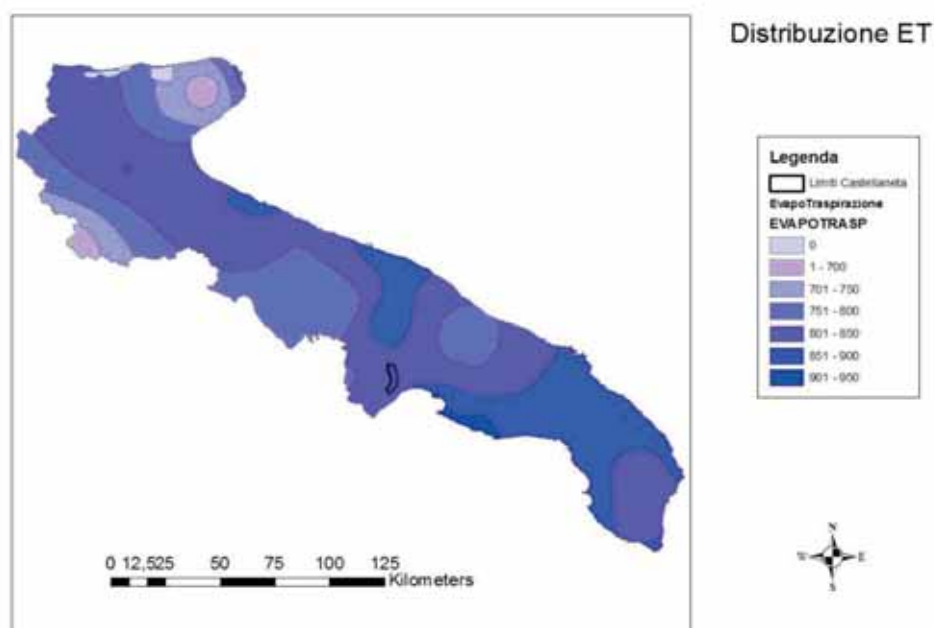 Distribuzione ET
Legenda
Limiti Castellaneta
EvapoTraspirazione
EVAPOTRASP
0
1 - 700
701 - 750
751 - 800
801 - 850
851 - 900
901 - 950
0 12,525 50 75 100 125
Kilometers
N
W E
S